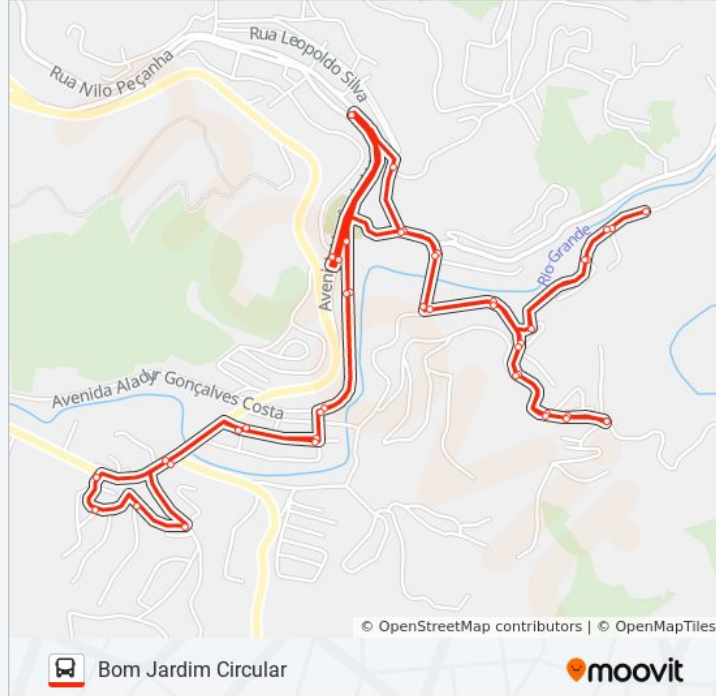 Rua Leopoldo Silva
Rua Nilo Peçanha
Rio Grande
Aveni
Avenida Aladyr Gonçalves Costa
© OpenStreetMap contributors | © OpenMapTiles
Bom Jardim Circular
moovit